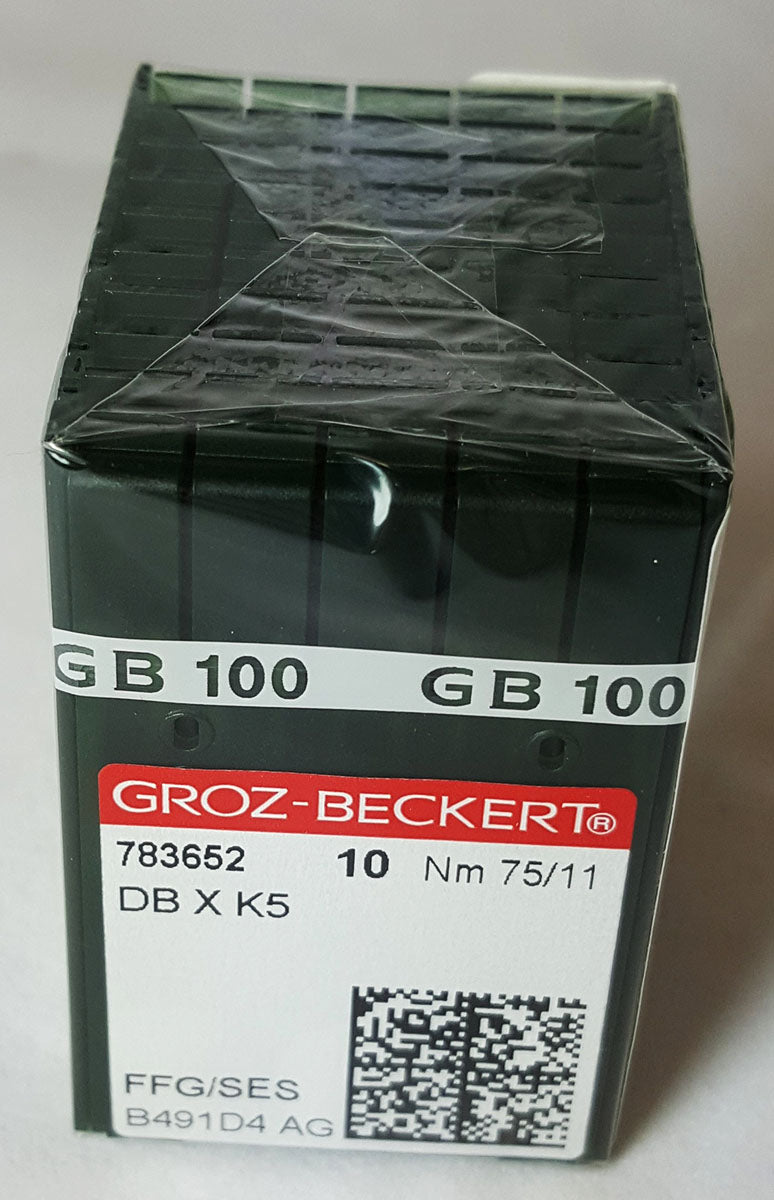 GB 100 GB 100
GROZ-BECKERT®
783652 10 Nm 75/11
DB X K5
FFG/SES
B491D4 AG